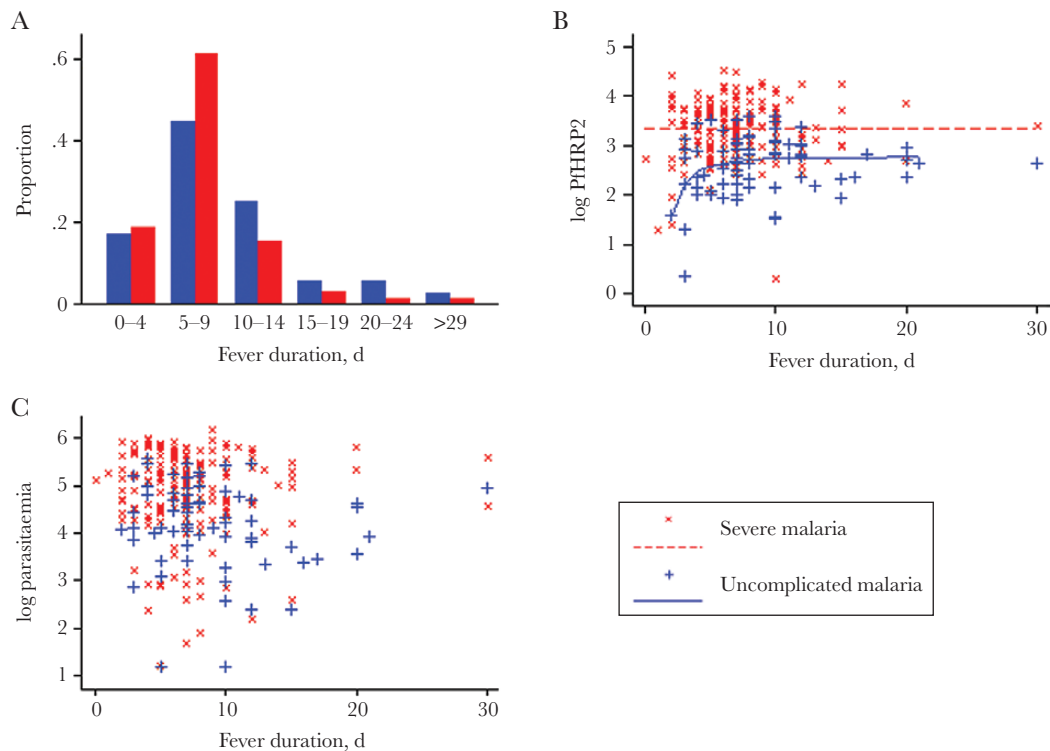 A
Proportion
.6
.4
.2
0
0–4 5–9 10–14 15–19 20–24 >29
Fever duration, d
B
log PfHRP2
5
4
3
2
1
0
0 10 20 30
Fever duration, d
C
log parasitaemia
6
5
4
3
2
1
0 10 20 30
Fever duration, d
Severe malaria
Uncomplicated malaria